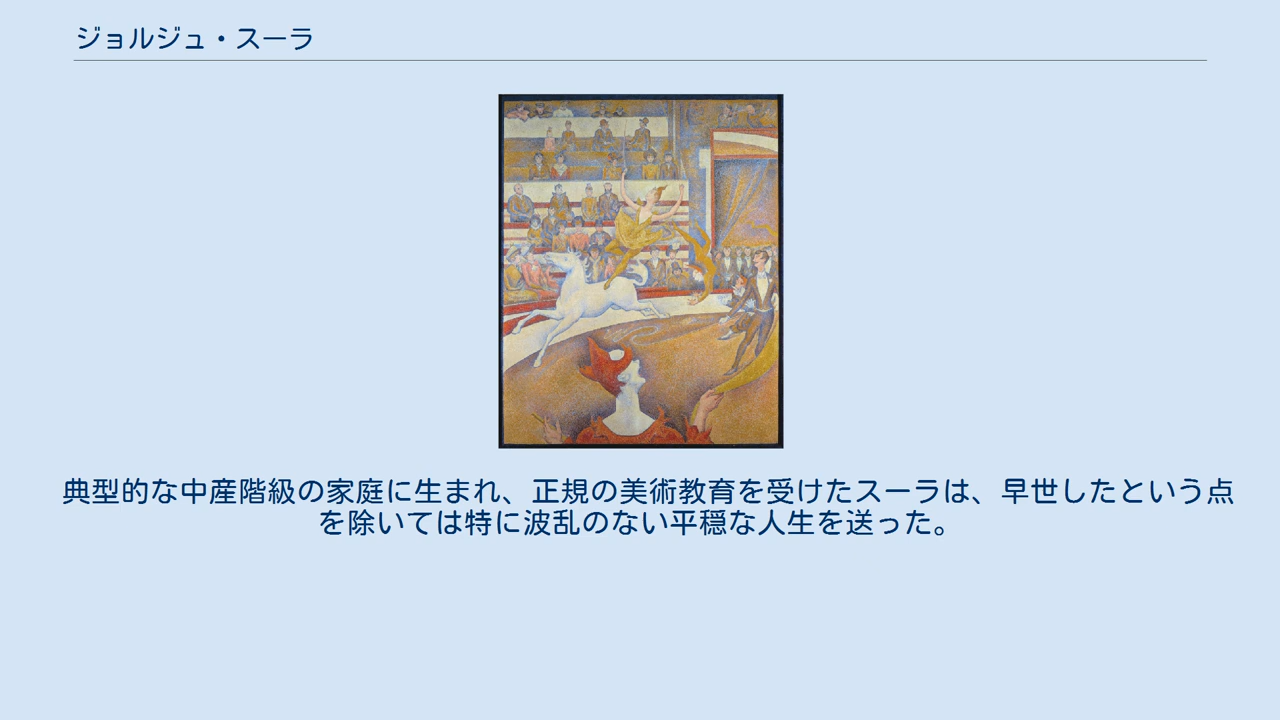 ジョルジュ・スーラ
典型的な中産階級の家庭に生まれ、正規の美術教育を受けたスーラは、早世したという点
を除いては特に波乱のない平穏な人生を送った。